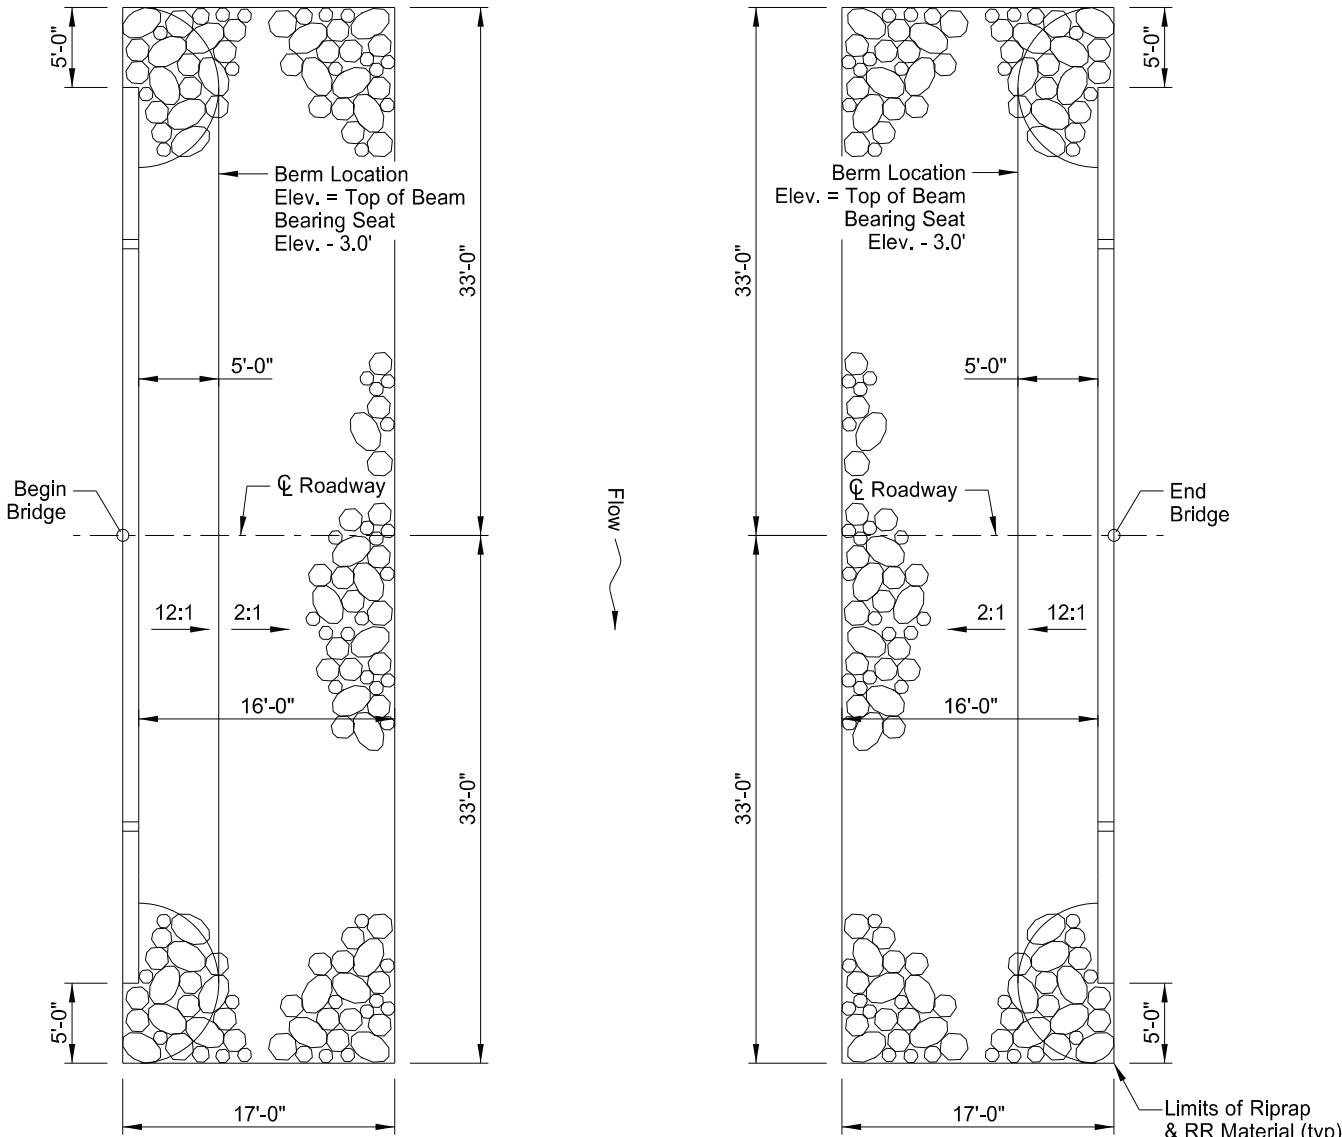 5'-0"
5'-0"
Berm Location
Elev. = Top of Beam
Bearing Seat
Elev. - 3.0'
Berm Location
Elev. = Top of Beam
Bearing Seat
Elev. - 3.0'
33'-0"
33'-0"
5'-0"
5'-0"
Begin
Bridge
℄ Roadway
Flow
℄ Roadway
End
Bridge
12:1
2:1
2:1
12:1
16'-0"
16'-0"
33'-0"
33'-0"
5'-0"
5'-0"
17'-0"
17'-0"
Limits of Riprap
& RR Material (typ)